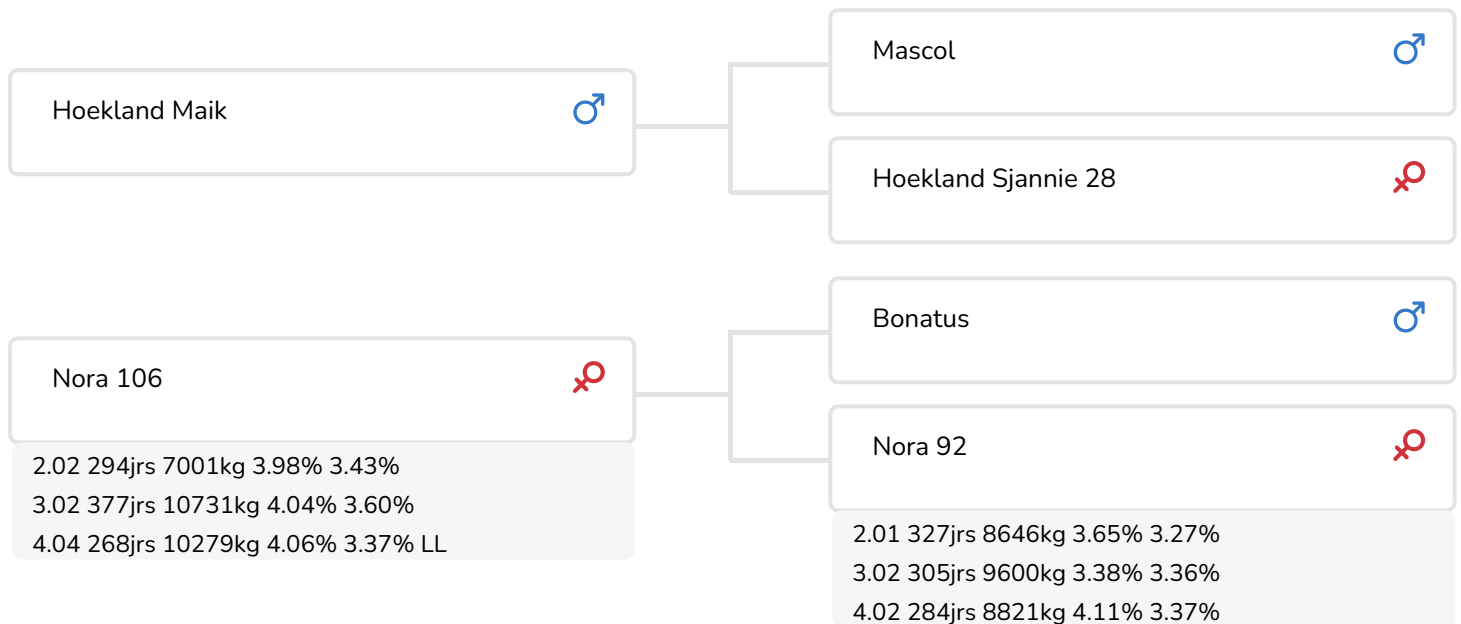 Hoekland Maik
Mascol
Hoekland Sjannie 28
Nora 106
2.02 294jrs 7001kg 3.98% 3.43%
3.02 377jrs 10731kg 4.04% 3.60%
4.04 268jrs 10279kg 4.06% 3.37% LL
Bonatus
Nora 92
2.01 327jrs 8646kg 3.65% 3.27%
3.02 305jrs 9600kg 3.38% 3.36%
4.02 284jrs 8821kg 4.11% 3.37%